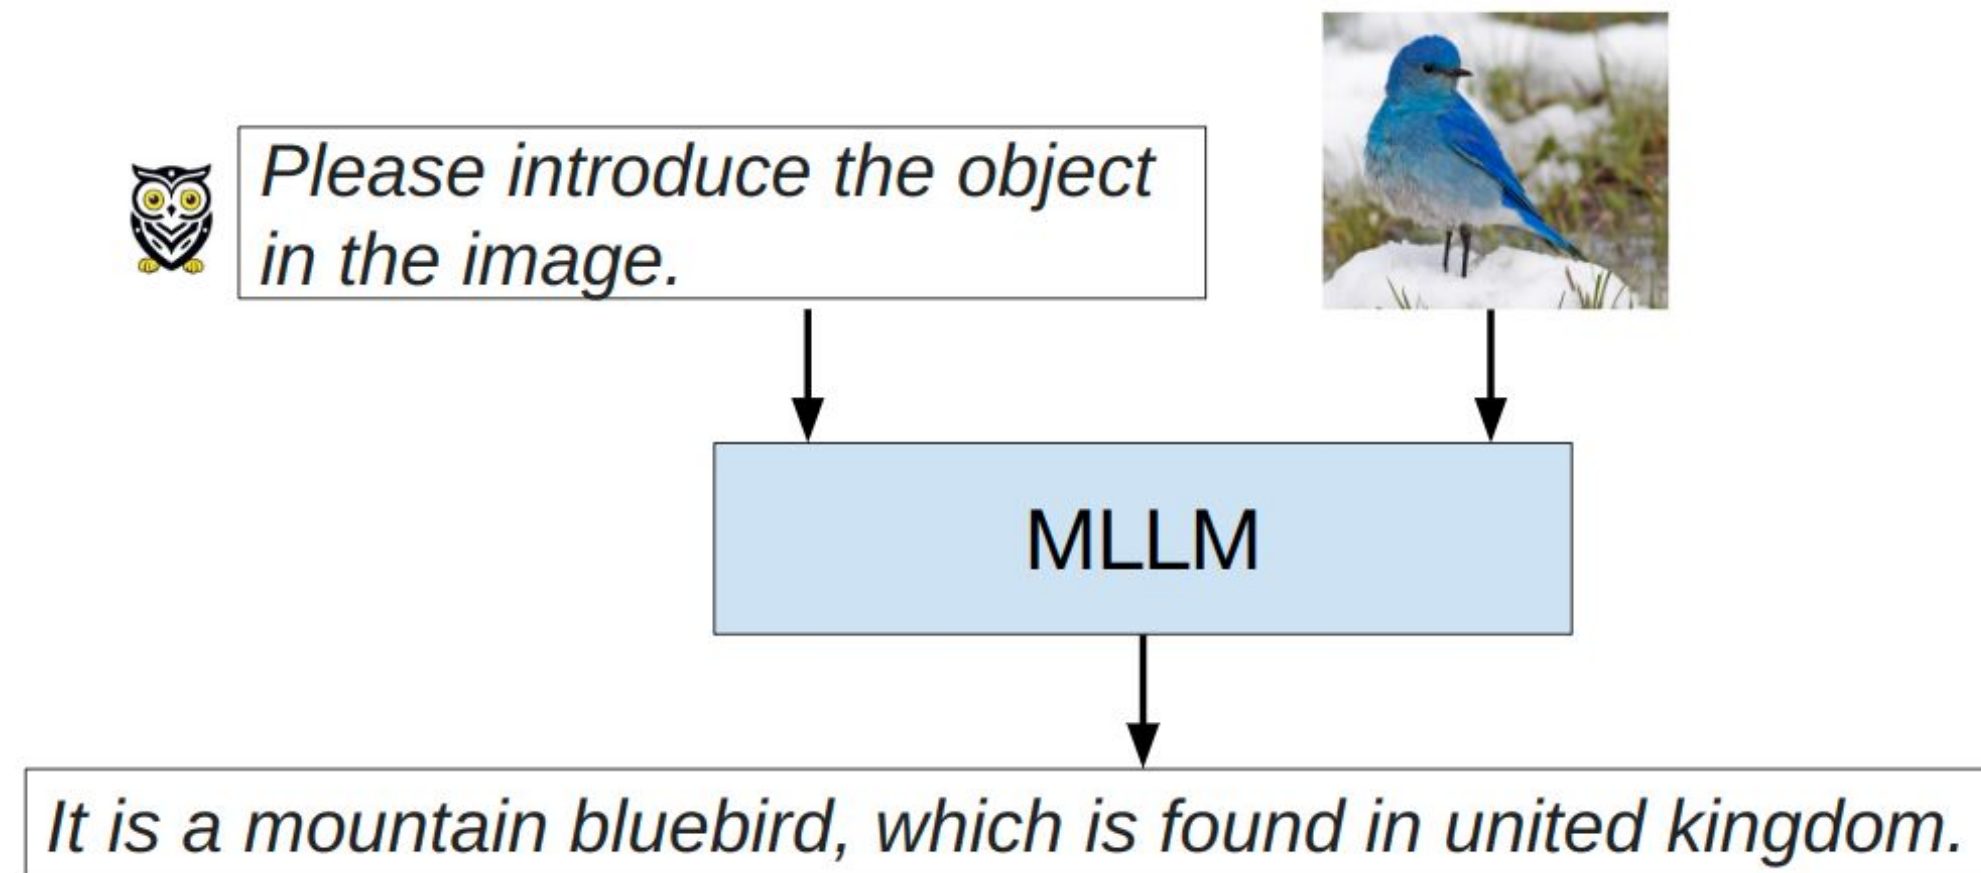 Please introduce the object
in the image.
MLLM
It is a mountain bluebird, which is found in united kingdom.